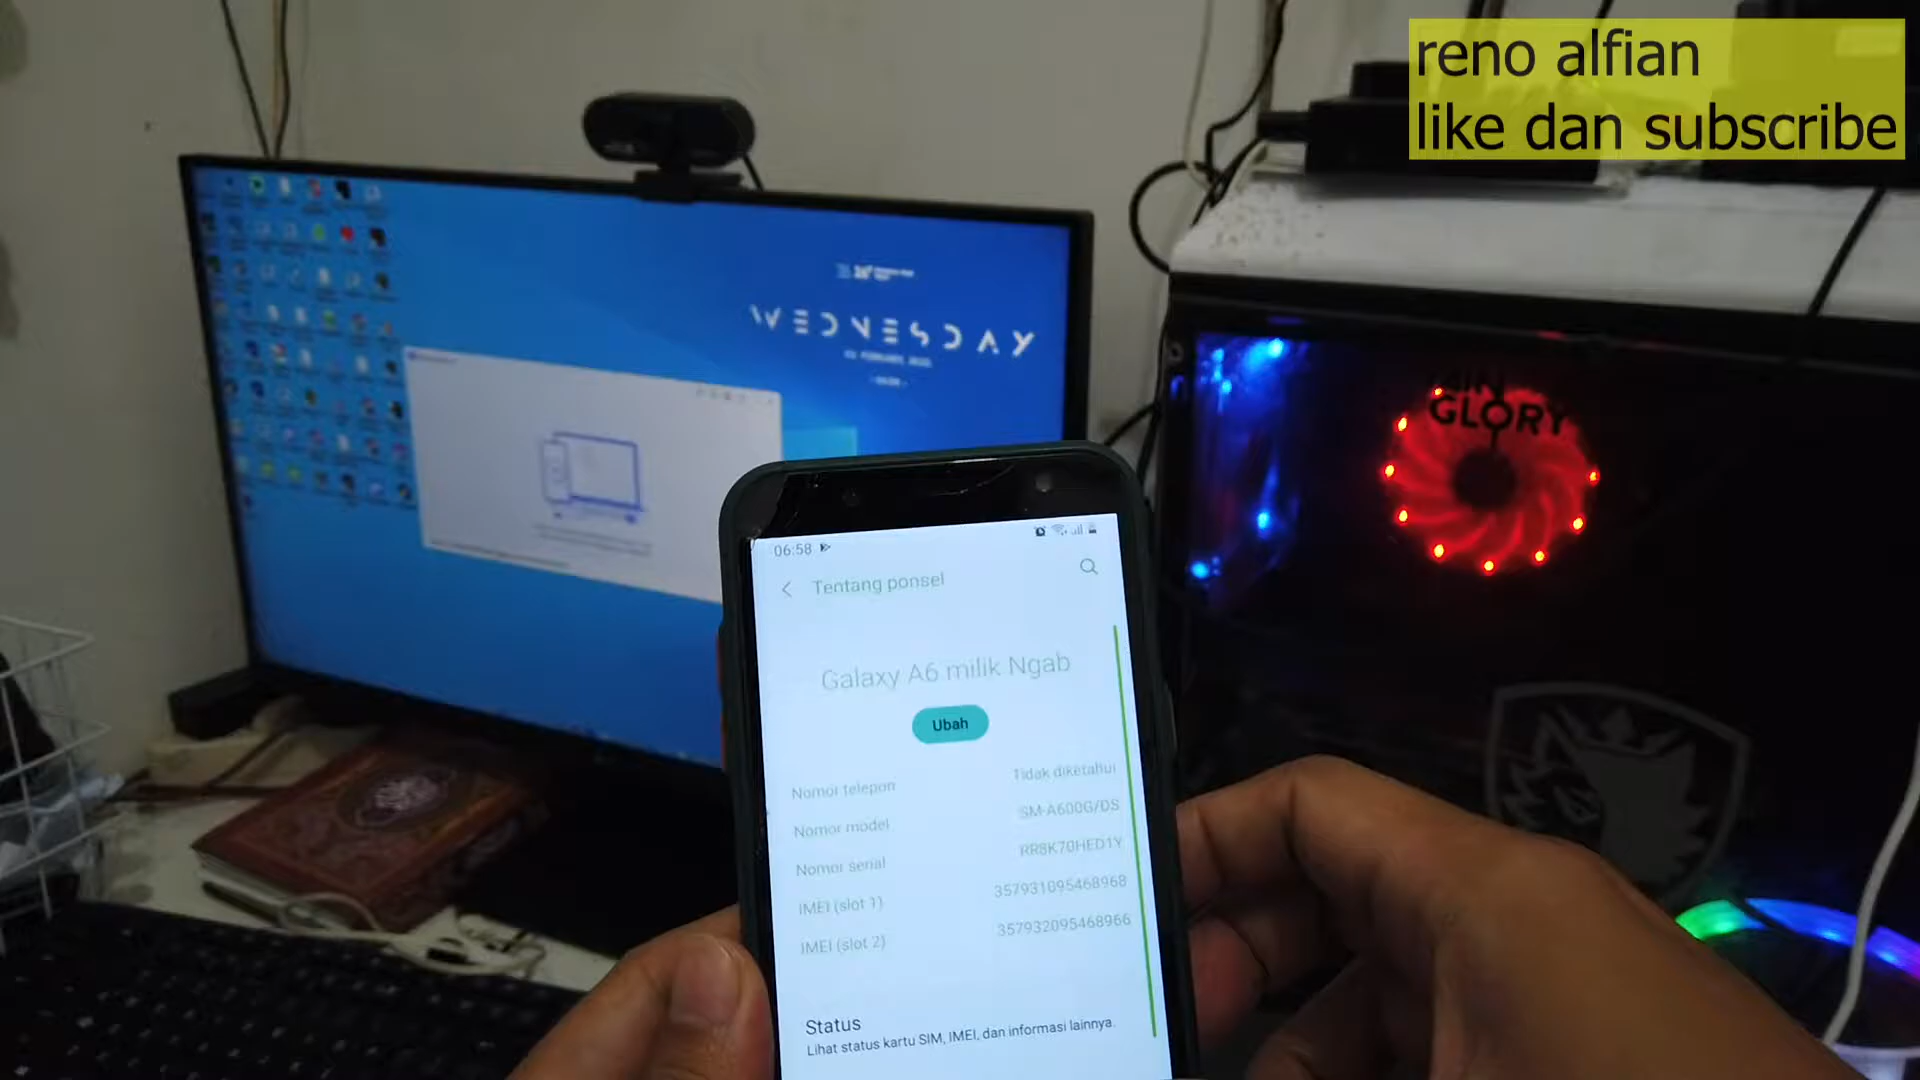 reno alfian
like dan subscribe
WEDNESDAY
GLORY
06:58
Tentang ponsel
Galaxy A6 milik Ngab
Ubah
Nomor telepon Tidak diketahui
Nomor model SM-A600G/DS
Nomor serial RR8K70HED1Y
IMEI (slot 1) 357931095468968
IMEI (slot 2) 357932095468966
Status
Lihat status kartu SIM, IMEI, dan informasi lainnya.